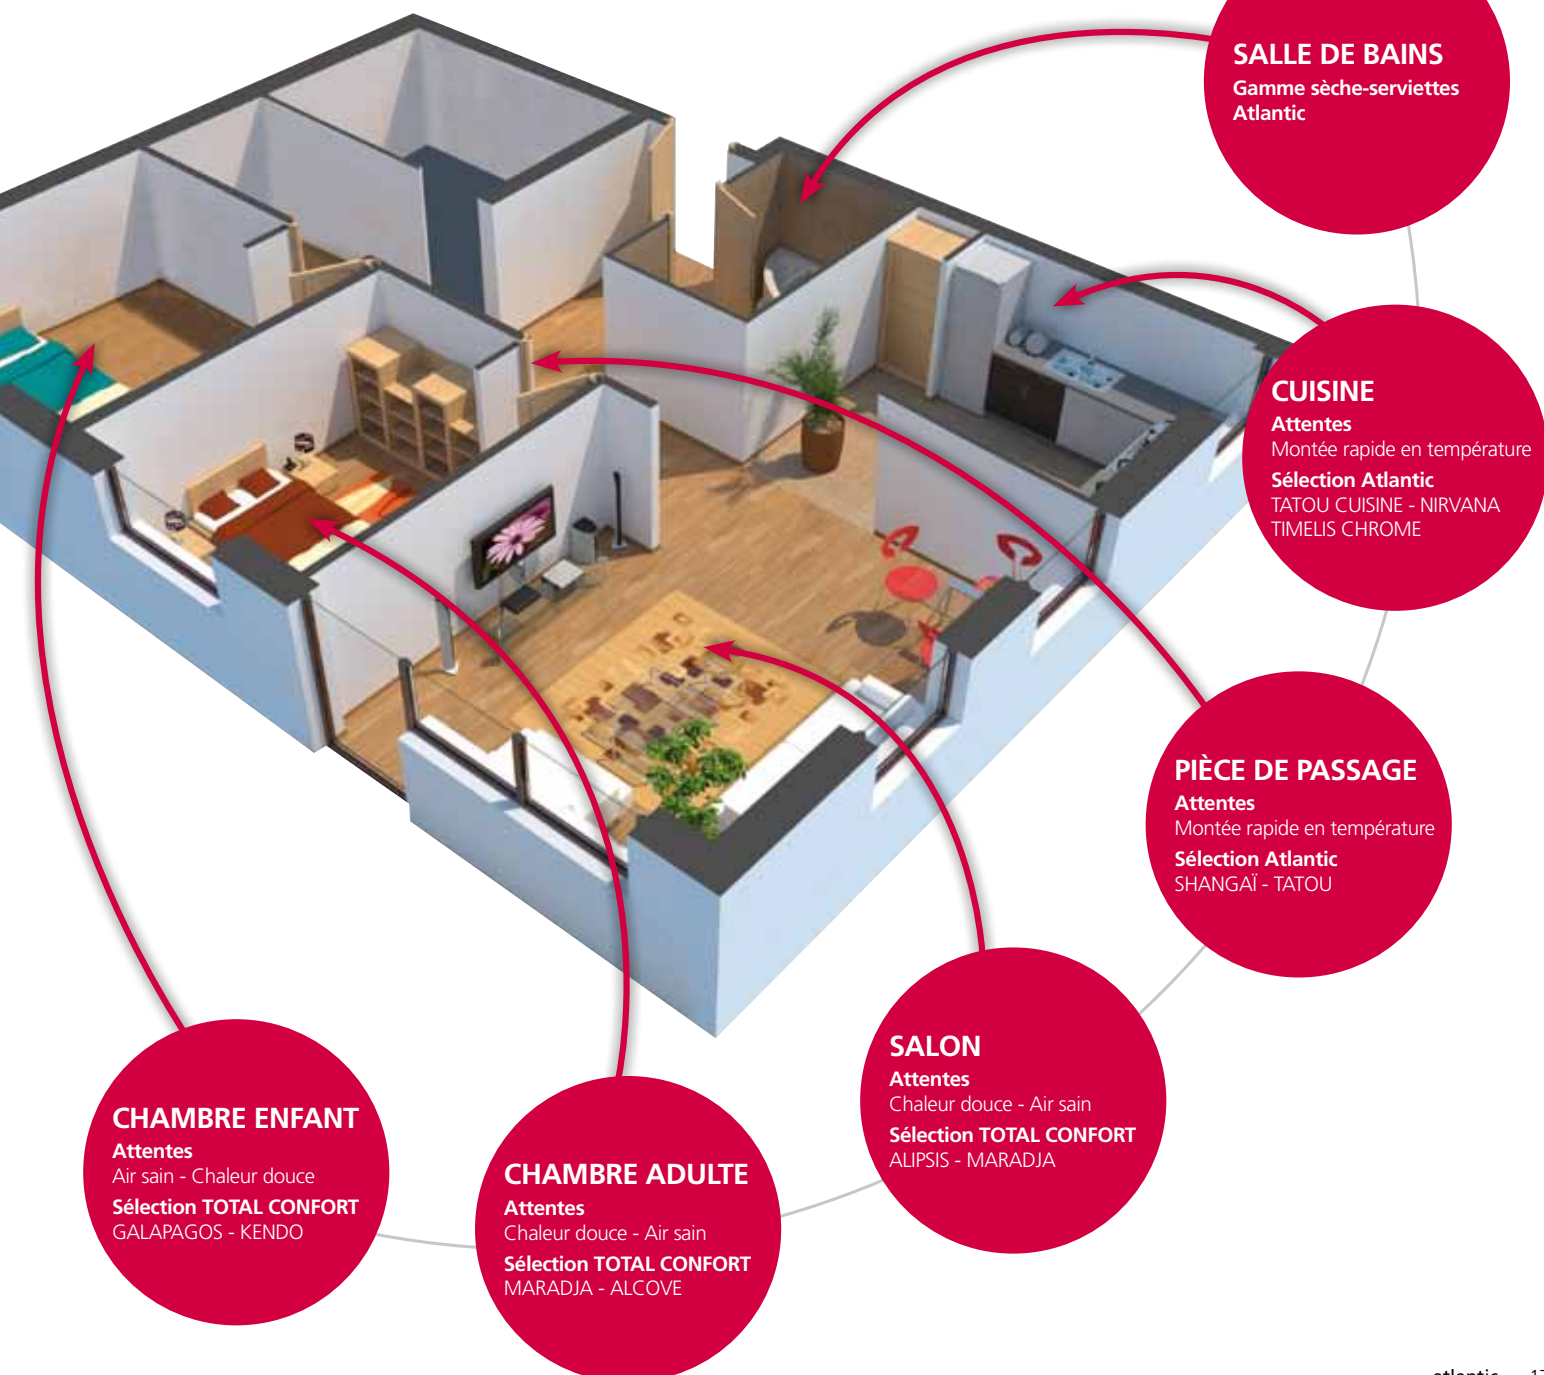 SALLE DE BAINS
Gamme sèche-serviettes
Atlantic
CUISINE
Attentes
Montée rapide en température
Sélection Atlantic
TATOU CUISINE - NIRVANA
TIMELIS CHROME
PIÈCE DE PASSAGE
Attentes
Montée rapide en température
Sélection Atlantic
SHANGAÏ - TATOU
SALON
Attentes
Chaleur douce - Air sain
Sélection TOTAL CONFORT
ALIPSIS - MARADJA
CHAMBRE ADULTE
Attentes
Chaleur douce - Air sain
Sélection TOTAL CONFORT
MARADJA - ALCOVE
CHAMBRE ENFANT
Attentes
Air sain - Chaleur douce
Sélection TOTAL CONFORT
GALAPAGOS - KENDO